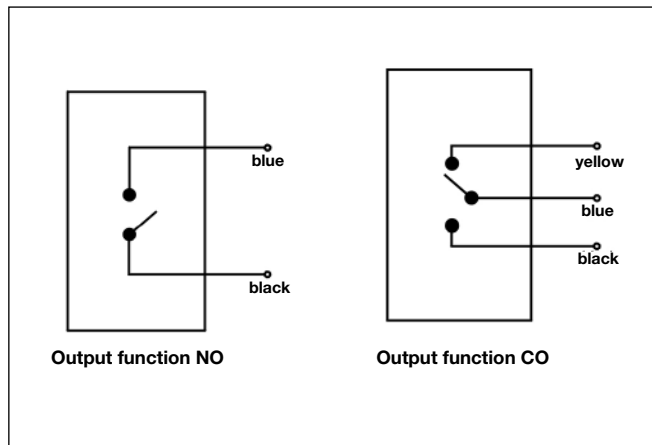 blue
black
Output function NO
yellow
blue
black
Output function CO